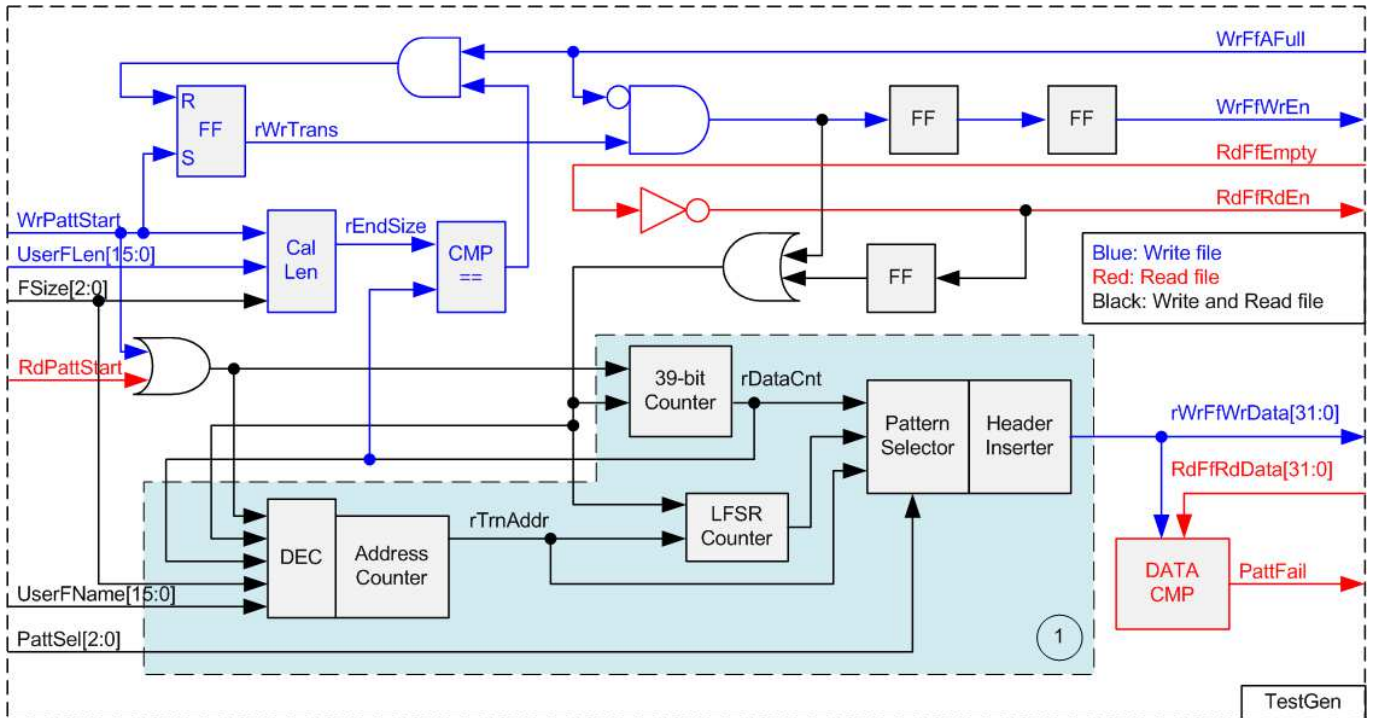 WrFfAFull
R
FF
S
rWrTrans
FF
FF
WrFfWrEn
RdFfEmpty
RdFfRdEn
WrPattStart
UserFLen[15:0]
FSize[2:0]
Cal
Len
rEndSize
CMP
==
FF
Blue: Write file
Red: Read file
Black: Write and Read file
RdPattStart
39-bit
Counter
rDataCnt
Pattern
Selector
Header
Inserter
rWrFfWrData[31:0]
RdFfRdData[31:0]
DEC
Address
Counter
rTrnAddr
LFSR
Counter
DATA
CMP
PattFail
UserFName[15:0]
PattSel[2:0]
1
TestGen